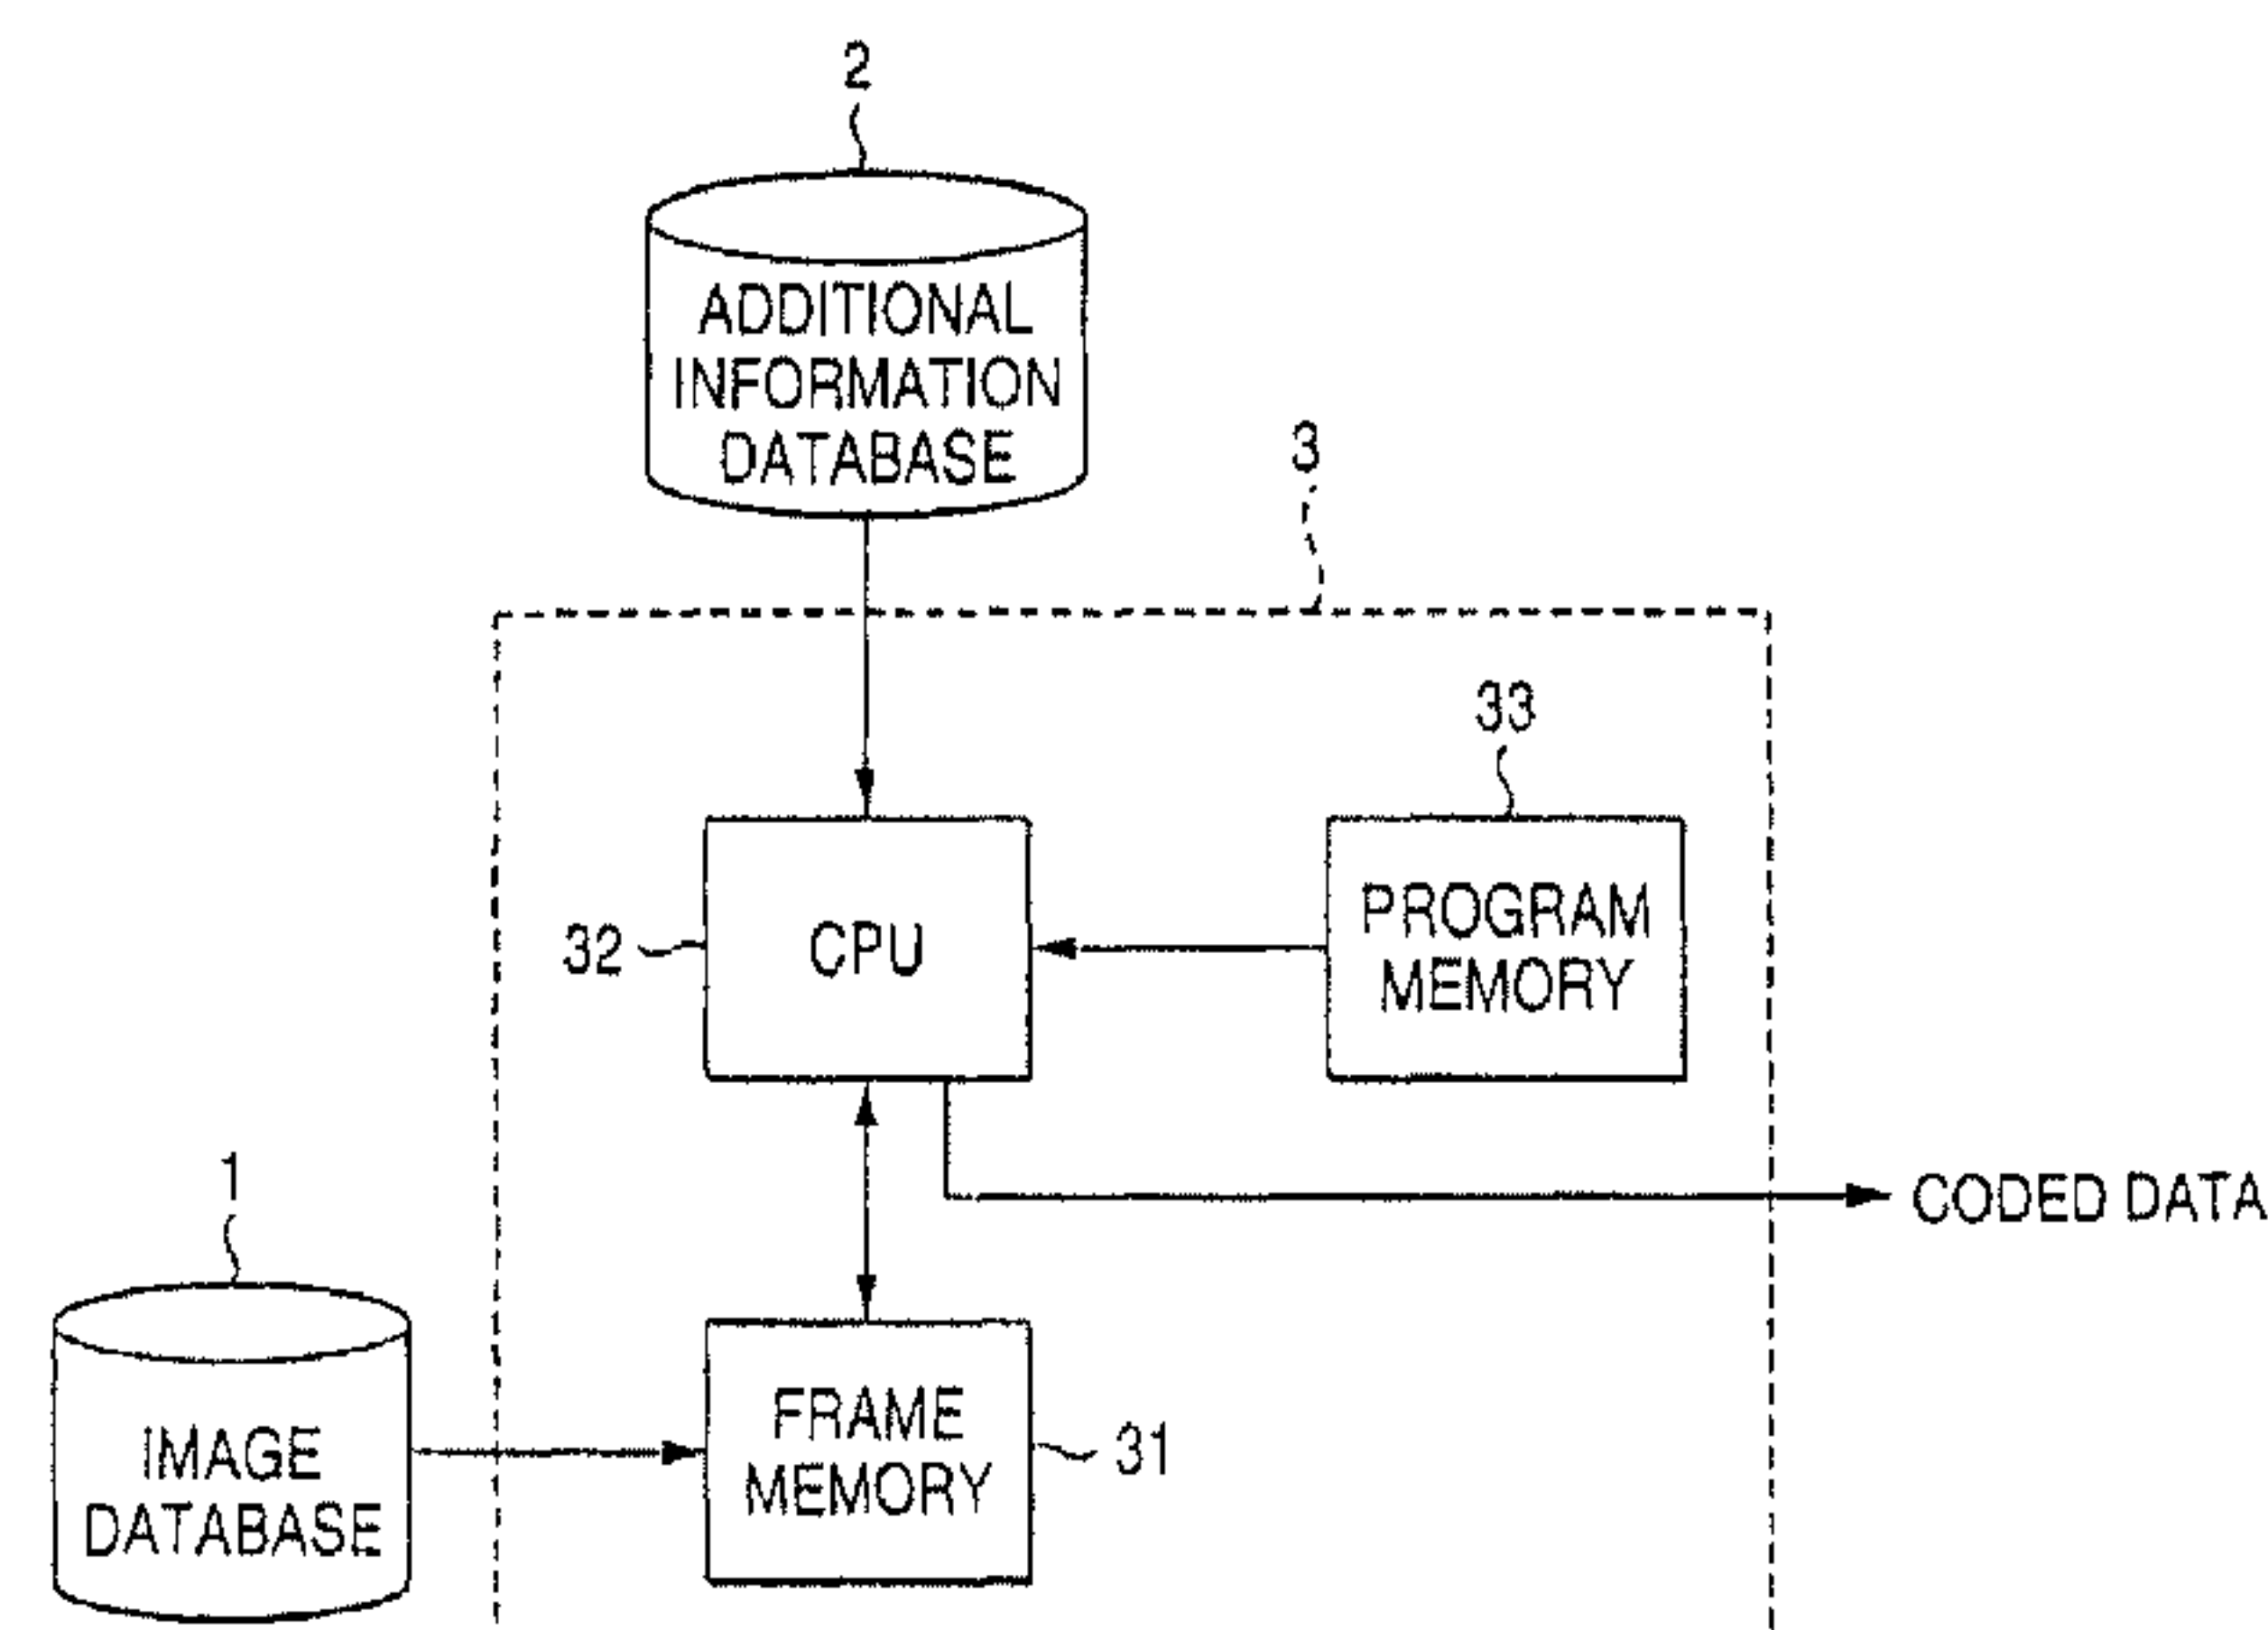 2
ADDITIONAL
INFORMATION
DATABASE
3
33
32
CPU
PROGRAM
MEMORY
1
CODED DATA
IMAGE
DATABASE
FRAME
MEMORY
31